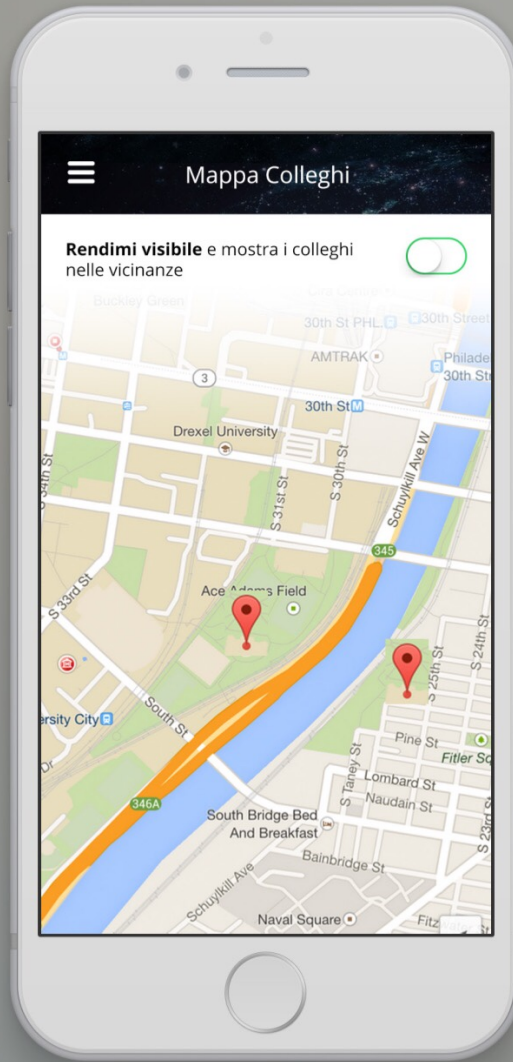 Mappa Colleghi
Rendimi visibile e mostra i colleghi
nelle vicinanze
Buckley Green
30th St PHL
30th Street
AMTRAK
Philade
30th Str
3
30th St
M
Drexel University
Schuylkill Ave W
S 34th St
S 31st St
S 30th St
345
S 33rd St
Ace Adams Field
S 24th St
S 25th St
ersity City
South St
Pine St
Fitler Sq
Dr
S Taney St
Lombard St
346A
Naudain St
South Bridge Bed
And Breakfast
S 23rd St
Bainbridge St
Schuylkill Ave
Naval Square